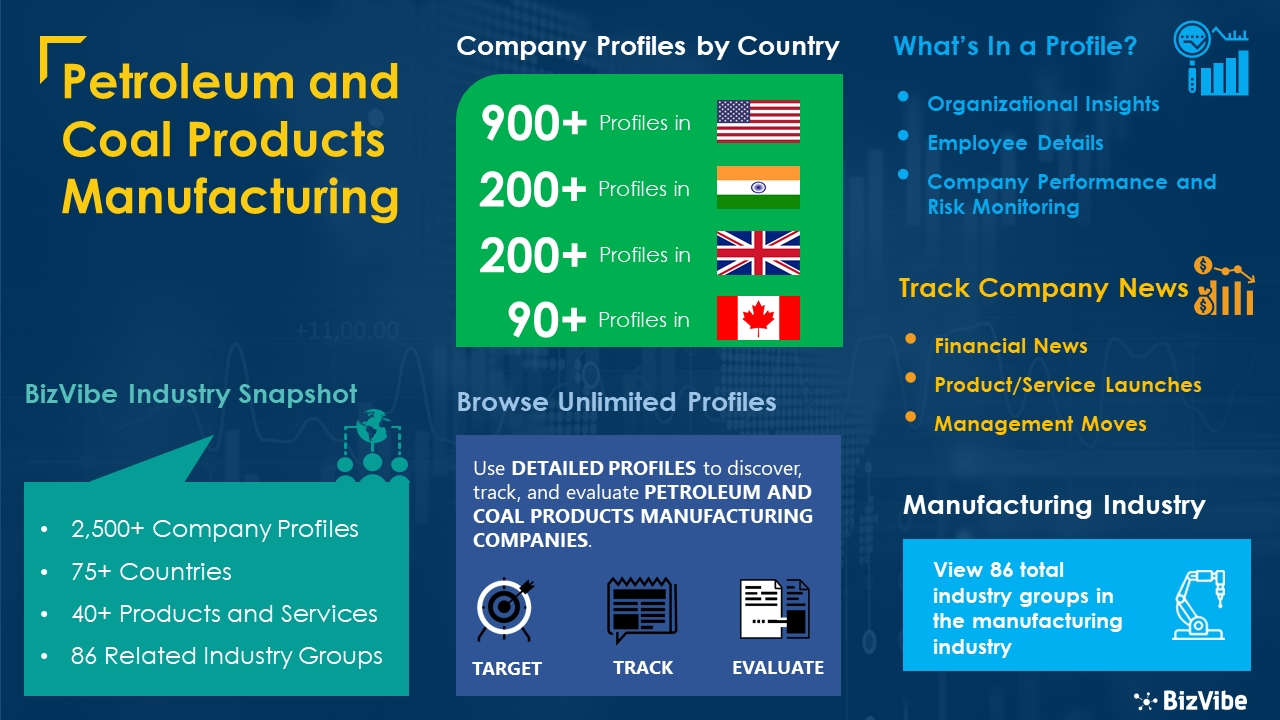 Petroleum and
Coal Products
Manufacturing
+11,00.00
BizVibe Industry Snapshot
• 2,500+ Company Profiles
• 75+ Countries
• 40+ Products and Services
• 86 Related Industry Groups
Company Profiles by Country
900+ Profiles in
200+ Profiles in
200+ Profiles in
90+ Profiles in
Browse Unlimited Profiles
Use DETAILED PROFILES to discover,
track, and evaluate PETROLEUM AND
COAL PRODUCTS MANUFACTURING
COMPANIES.
TARGET TRACK EVALUATE
What's In a Profile?
• Organizational Insights
• Employee Details
• Company Performance and
Risk Monitoring
Track Company News
$
$
• Financial News
• Product/Service Launches
• Management Moves
Manufacturing Industry
View 86 total
industry groups in
the manufacturing
industry
BizVibe